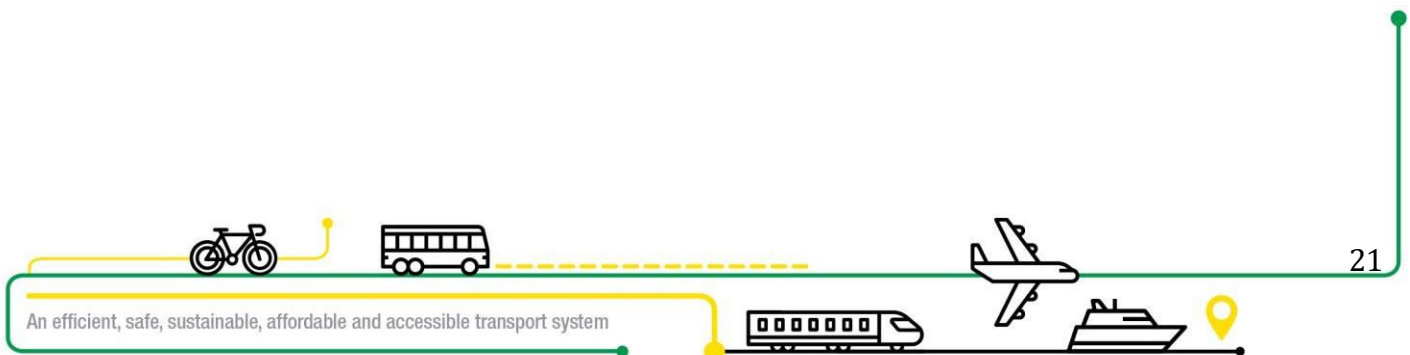 21
An efficient, safe, sustainable, affordable and accessible transport system